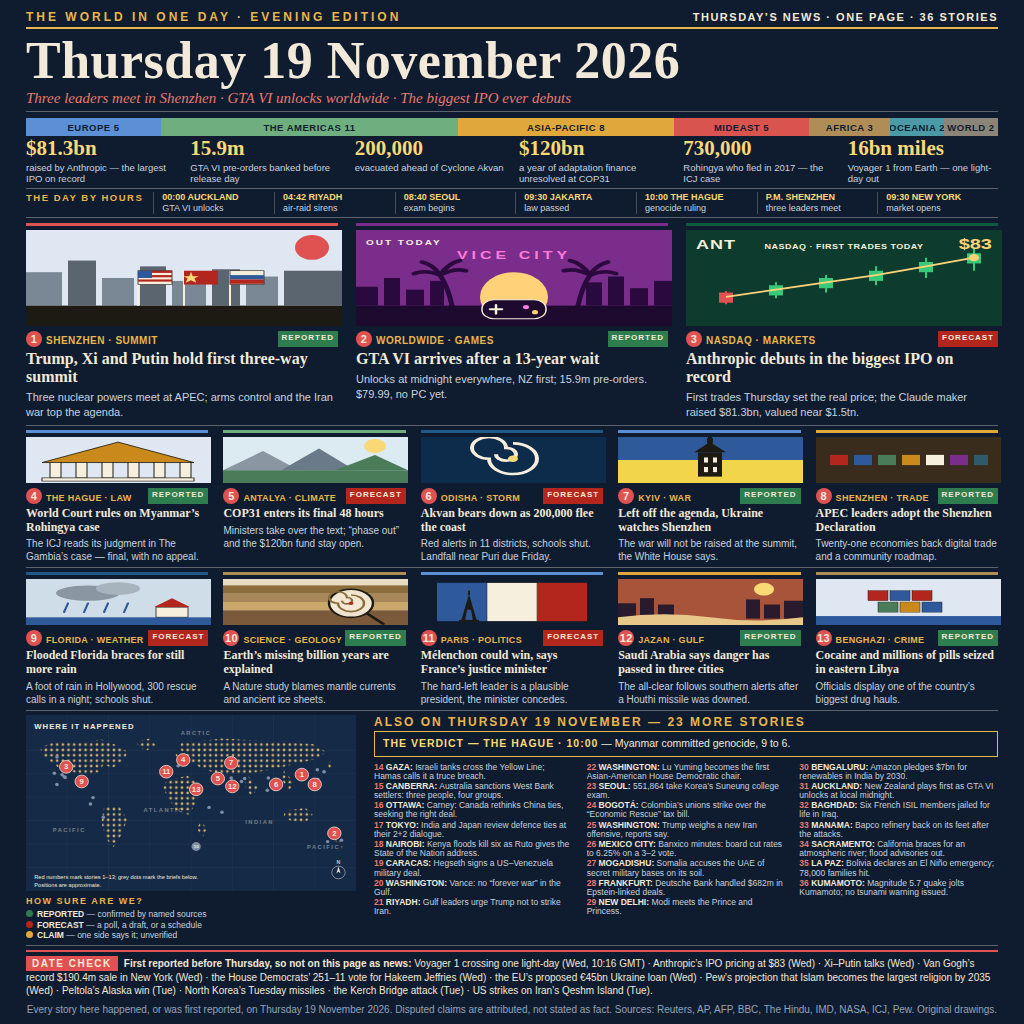 THE WORLD IN ONE DAY · EVENING EDITION
THURSDAY'S NEWS · ONE PAGE · 36 STORIES
Thursday 19 November 2026
Three leaders meet in Shenzhen · GTA VI unlocks worldwide · The biggest IPO ever debuts
EUROPE 5
THE AMERICAS 11
ASIA-PACIFIC 8
MIDEAST 5
AFRICA 3
OCEANIA 2
WORLD 2
$81.3bn
raised by Anthropic — the largest
IPO on record
15.9m
GTA VI pre-orders banked before
release day
200,000
evacuated ahead of Cyclone Akvan
$120bn
a year of adaptation finance
unresolved at COP31
730,000
Rohingya who fled in 2017 — the
ICJ case
16bn miles
Voyager 1 from Earth — one light-
day out
THE DAY BY HOURS
00:00 AUCKLAND
GTA VI unlocks
04:42 RIYADH
air-raid sirens
08:40 SEOUL
exam begins
09:30 JAKARTA
law passed
10:00 THE HAGUE
genocide ruling
P.M. SHENZHEN
three leaders meet
09:30 NEW YORK
market opens
OUT TODAY
VICE CITY
ANT
NASDAQ · FIRST TRADES TODAY
$83
1 SHENZHEN · SUMMIT
REPORTED
Trump, Xi and Putin hold first three-way
summit
Three nuclear powers meet at APEC; arms control and the Iran
war top the agenda.
2 WORLDWIDE · GAMES
REPORTED
GTA VI arrives after a 13-year wait
Unlocks at midnight everywhere, NZ first; 15.9m pre-orders.
$79.99, no PC yet.
3 NASDAQ · MARKETS
FORECAST
Anthropic debuts in the biggest IPO on
record
First trades Thursday set the real price; the Claude maker
raised $81.3bn, valued near $1.5tn.
4 THE HAGUE · LAW
REPORTED
World Court rules on Myanmar’s
Rohingya case
The ICJ reads its judgment in The
Gambia’s case — final, with no appeal.
5 ANTALYA · CLIMATE
FORECAST
COP31 enters its final 48 hours
Ministers take over the text; “phase out”
and the $120bn fund stay open.
6 ODISHA · STORM
FORECAST
Akvan bears down as 200,000 flee
the coast
Red alerts in 11 districts, schools shut.
Landfall near Puri due Friday.
7 KYIV · WAR
REPORTED
Left off the agenda, Ukraine
watches Shenzhen
The war will not be raised at the summit,
the White House says.
8 SHENZHEN · TRADE
REPORTED
APEC leaders adopt the Shenzhen
Declaration
Twenty-one economies back digital trade
and a community roadmap.
9 FLORIDA · WEATHER
FORECAST
Flooded Florida braces for still
more rain
A foot of rain in Hollywood, 300 rescue
calls in a night; schools shut.
10 SCIENCE · GEOLOGY
REPORTED
Earth’s missing billion years are
explained
A Nature study blames mantle currents
and ancient ice sheets.
11 PARIS · POLITICS
FORECAST
Mélenchon could win, says
France’s justice minister
The hard-left leader is a plausible
president, the minister concedes.
12 JAZAN · GULF
REPORTED
Saudi Arabia says danger has
passed in three cities
The all-clear follows southern alerts after
a Houthi missile was downed.
13 BENGHAZI · CRIME
REPORTED
Cocaine and millions of pills seized
in eastern Libya
Officials display one of the country’s
biggest drug hauls.
WHERE IT HAPPENED
ARCTIC
ATLANTIC
PACIFIC
INDIAN
PACIFIC
3
9
4
11
7
5
13
12
6
1
8
2
N
Red numbers mark stories 1–13; grey dots mark the briefs below.
Positions are approximate.
HOW SURE ARE WE?
REPORTED — confirmed by named sources
FORECAST — a poll, a draft, or a schedule
CLAIM — one side says it; unverified
ALSO ON THURSDAY 19 NOVEMBER — 23 MORE STORIES
THE VERDICT — THE HAGUE · 10:00 — Myanmar committed genocide, 9 to 6.
14 GAZA: Israeli tanks cross the Yellow Line;
Hamas calls it a truce breach.
15 CANBERRA: Australia sanctions West Bank
settlers: three people, four groups.
16 OTTAWA: Carney: Canada rethinks China ties,
seeking the right deal.
17 TOKYO: India and Japan review defence ties at
their 2+2 dialogue.
18 NAIROBI: Kenya floods kill six as Ruto gives the
State of the Nation address.
19 CARACAS: Hegseth signs a US–Venezuela
military deal.
20 WASHINGTON: Vance: no “forever war” in the
Gulf.
21 RIYADH: Gulf leaders urge Trump not to strike
Iran.
22 WASHINGTON: Lu Yuming becomes the first
Asian-American House Democratic chair.
23 SEOUL: 551,864 take Korea’s Suneung college
exam.
24 BOGOTÁ: Colombia’s unions strike over the
“Economic Rescue” tax bill.
25 WASHINGTON: Trump weighs a new Iran
offensive, reports say.
26 MEXICO CITY: Banxico minutes: board cut rates
to 6.25% on a 3–2 vote.
27 MOGADISHU: Somalia accuses the UAE of
secret military bases on its soil.
28 FRANKFURT: Deutsche Bank handled $682m in
Epstein-linked deals.
29 NEW DELHI: Modi meets the Prince and
Princess.
30 BENGALURU: Amazon pledges $7bn for
renewables in India by 2030.
31 AUCKLAND: New Zealand plays first as GTA VI
unlocks at local midnight.
32 BAGHDAD: Six French ISIL members jailed for
life in Iraq.
33 MANAMA: Bapco refinery back on its feet after
the attacks.
34 SACRAMENTO: California braces for an
atmospheric river; flood advisories out.
35 LA PAZ: Bolivia declares an El Niño emergency;
78,000 families hit.
36 KUMAMOTO: Magnitude 5.7 quake jolts
Kumamoto; no tsunami warning issued.
DATE CHECK First reported before Thursday, so not on this page as news: Voyager 1 crossing one light-day (Wed, 10:16 GMT) · Anthropic’s IPO pricing at $83 (Wed) · Xi–Putin talks (Wed) · Van Gogh’s
record $190.4m sale in New York (Wed) · the House Democrats’ 251–11 vote for Hakeem Jeffries (Wed) · the EU’s proposed €45bn Ukraine loan (Wed) · Pew’s projection that Islam becomes the largest religion by 2035
(Wed) · Peltola’s Alaska win (Tue) · North Korea’s Tuesday missiles · the Kerch Bridge attack (Tue) · US strikes on Iran’s Qeshm Island (Tue).
Every story here happened, or was first reported, on Thursday 19 November 2026. Disputed claims are attributed, not stated as fact. Sources: Reuters, AP, AFP, BBC, The Hindu, IMD, NASA, ICJ, Pew. Original drawings.